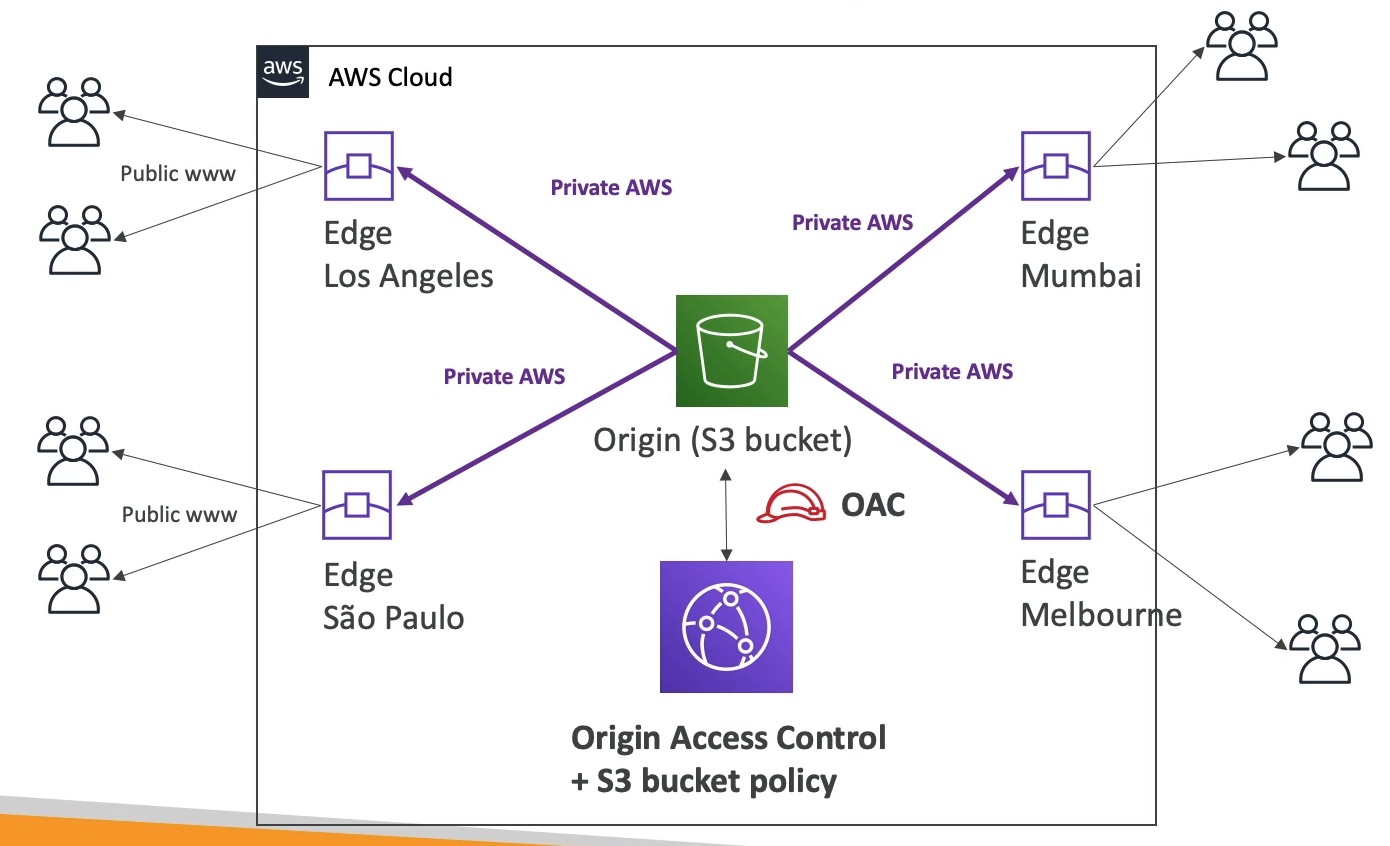 aws
AWS Cloud
Public www
Private AWS
Private AWS
Edge
Los Angeles
Edge
Mumbai
Private AWS
Private AWS
Origin (S3 bucket)
OAC
Public www
Edge
São Paulo
Edge
Melbourne
Origin Access Control
+ S3 bucket policy